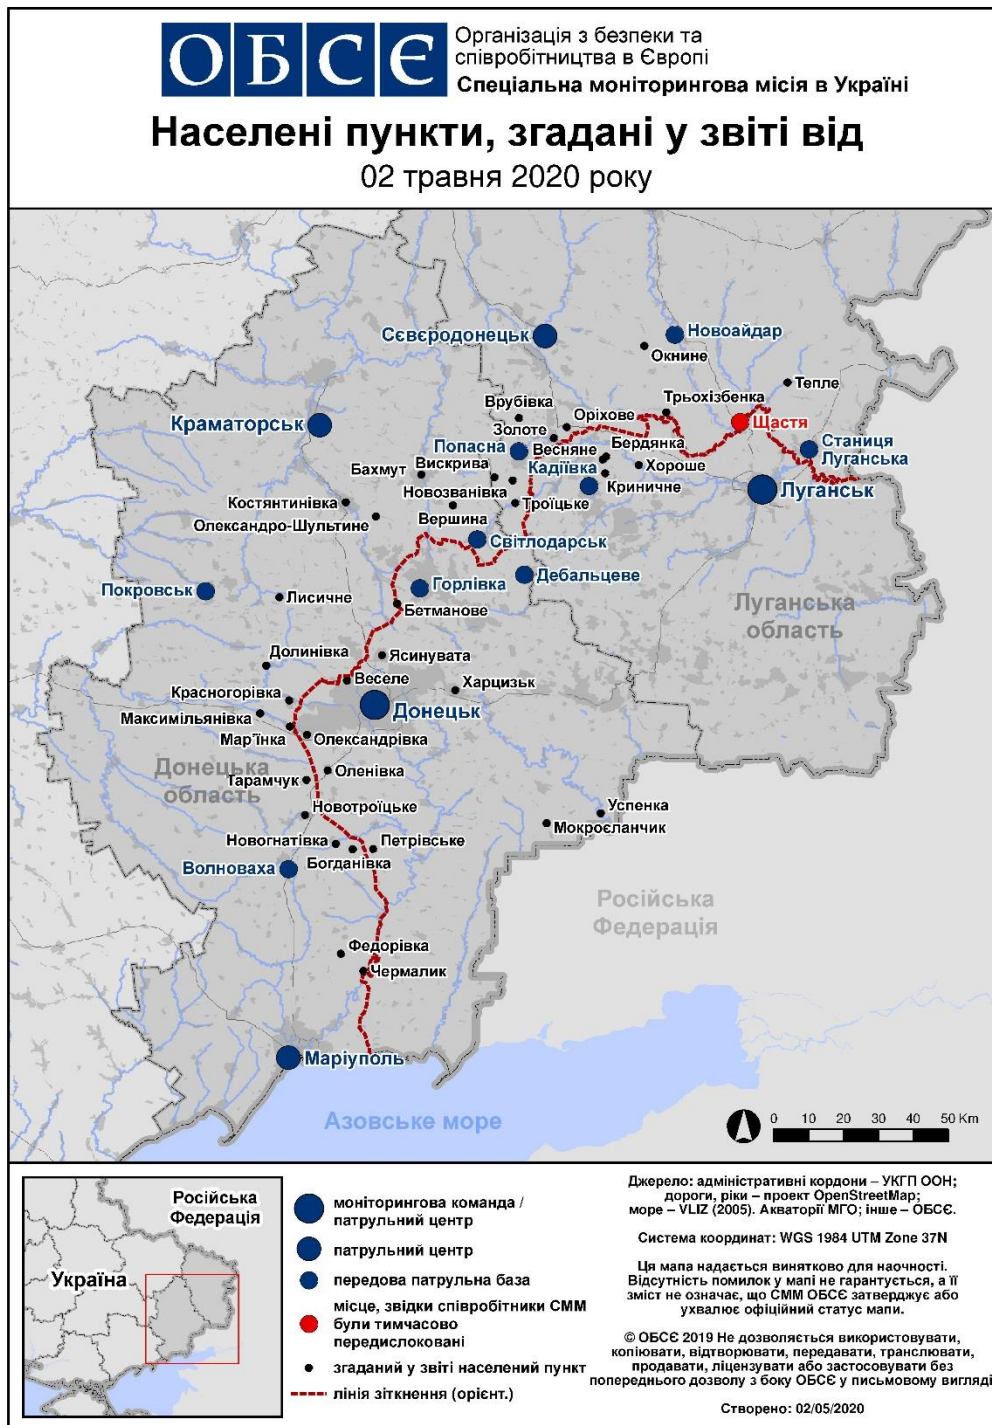 ОБСЄ
Організація з безпеки та
співробітництва в Європі
Спеціальна моніторингова місія в Україні
Населені пункти, згадані у звіті від
02 травня 2020 року
Сєвєродонецьк
Новоайдар
Окнине
Тепле
Трьохізбенка
Врубівка
Оріхове
Щастя
Краматорськ
Золоте
Попасна
Весняне
Бердянка
Станиця
Луганська
Бахмут
Вискрива
Кадіївка
Хороше
Криничне
Луганськ
Новозванівка
Костянтинівка
Троїцьке
Олександро-Шультине
Вершина
Світлодарськ
Дебальцеве
Покровськ
Горлівка
Лисичне
Бетманове
Луганська
область
Долинівка
Ясинувата
Веселе
Харцизьк
Красногорівка
Донецьк
Максимільянівка
Мар'їнка
Олександрівка
Донецька
область
Оленівка
Тарамчук
Новотроїцьке
Успенка
Мокроєланчик
Новогнатівка
Петрівське
Богданівка
Волноваха
Російська
Федерація
Федорівка
Чермалик
Маріуполь
Азовське море
0 10 20 30 40 50 Km
Російська
Федерація
Україна
моніторингова команда /
патрульний центр
патрульний центр
передова патрульна база
місце, звідки співробітники СММ
були тимчасово
передислоковані
згаданий у звіті населений пункт
лінія зіткнення (орієнт.)
Джерело: адміністративні кордони – УКГП ООН;
дороги, ріки – проект OpenStreetMap;
море – VLIZ (2005). Акваторії МГО; інше – ОБСЄ.
Система координат: WGS 1984 UTM Zone 37N
Ця мапа надається винятково для наочності.
Відсутність помилок у мапі не гарантується, а її
зміст не означає, що СММ ОБСЄ затверджує або
ухвалює офіційний статус мапи.
© ОБСЄ 2019 Не дозволяється використовувати,
копіювати, відтворювати, передавати, транслювати,
продавати, ліцензувати або застосовувати без
попереднього дозволу з боку ОБСЄ у письмовому вигляді
Створено: 02/05/2020